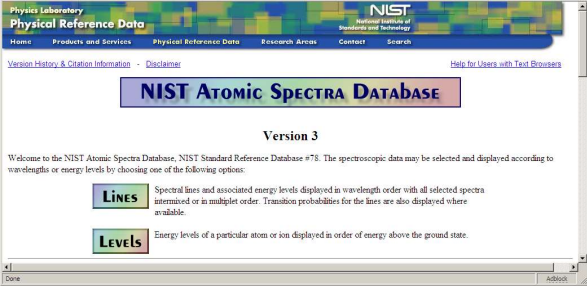 Physics Laboratory
Physical Reference Data
NIST
National Institute of
Standards and Technology
Home Products and Services Physical Reference Data Research Areas Contact Search
Version History & Citation Information - Disclaimer Help for Users with Text Browsers
NIST Atomic Spectra Database
Version 3
Welcome to the NIST Atomic Spectra Database, NIST Standard Reference Database #78. The spectroscopic data may be selected and displayed according to
wavelengths or energy levels by choosing one of the following options:
Lines
Spectral lines and associated energy levels displayed in wavelength order with all selected spectra
intermixed or in multiplet order. Transition probabilities for the lines are also displayed where
available.
Levels
Energy levels of a particular atom or ion displayed in order of energy above the ground state.
Done Adblock